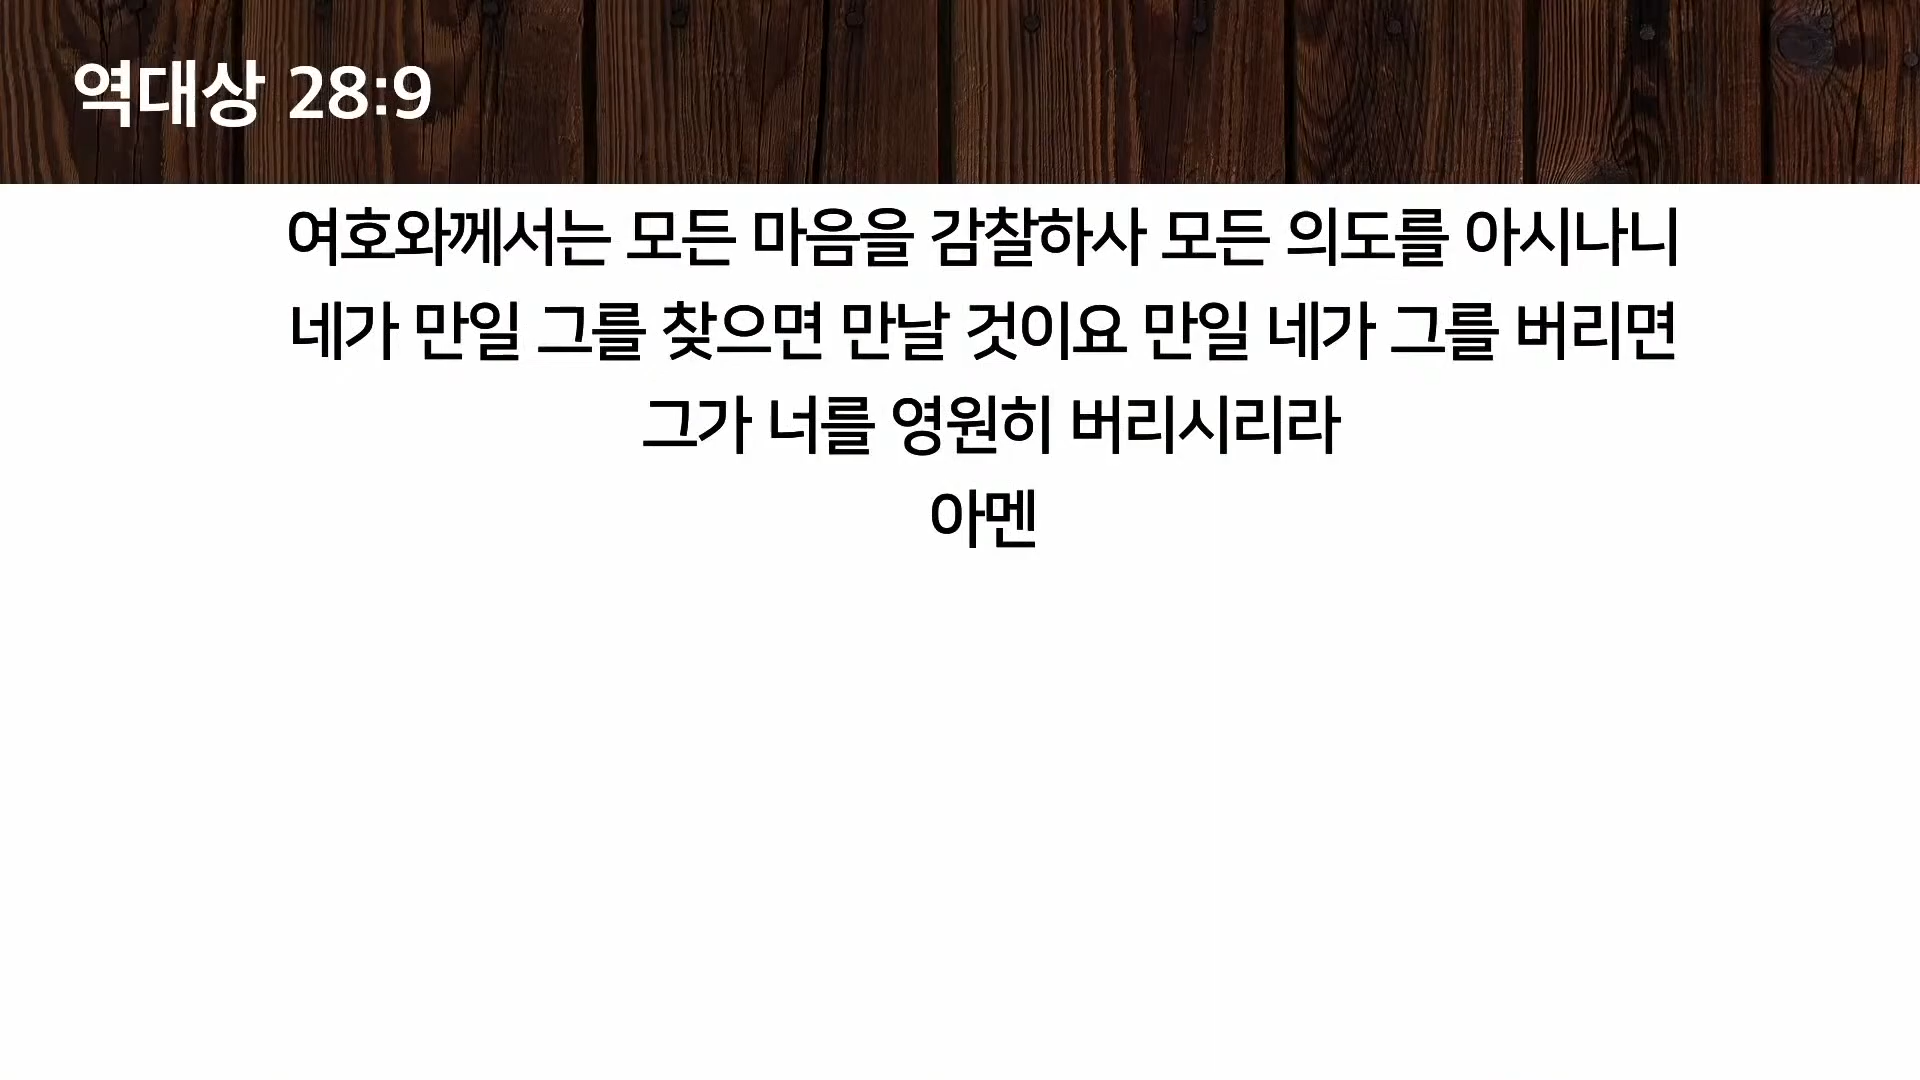 역대상 28:9
여호와께서는 모든 마음을 감찰하사 모든 의도를 아시나니
네가 만일 그를 찾으면 만날 것이요 만일 네가 그를 버리면
그가 너를 영원히 버리시리라
아멘